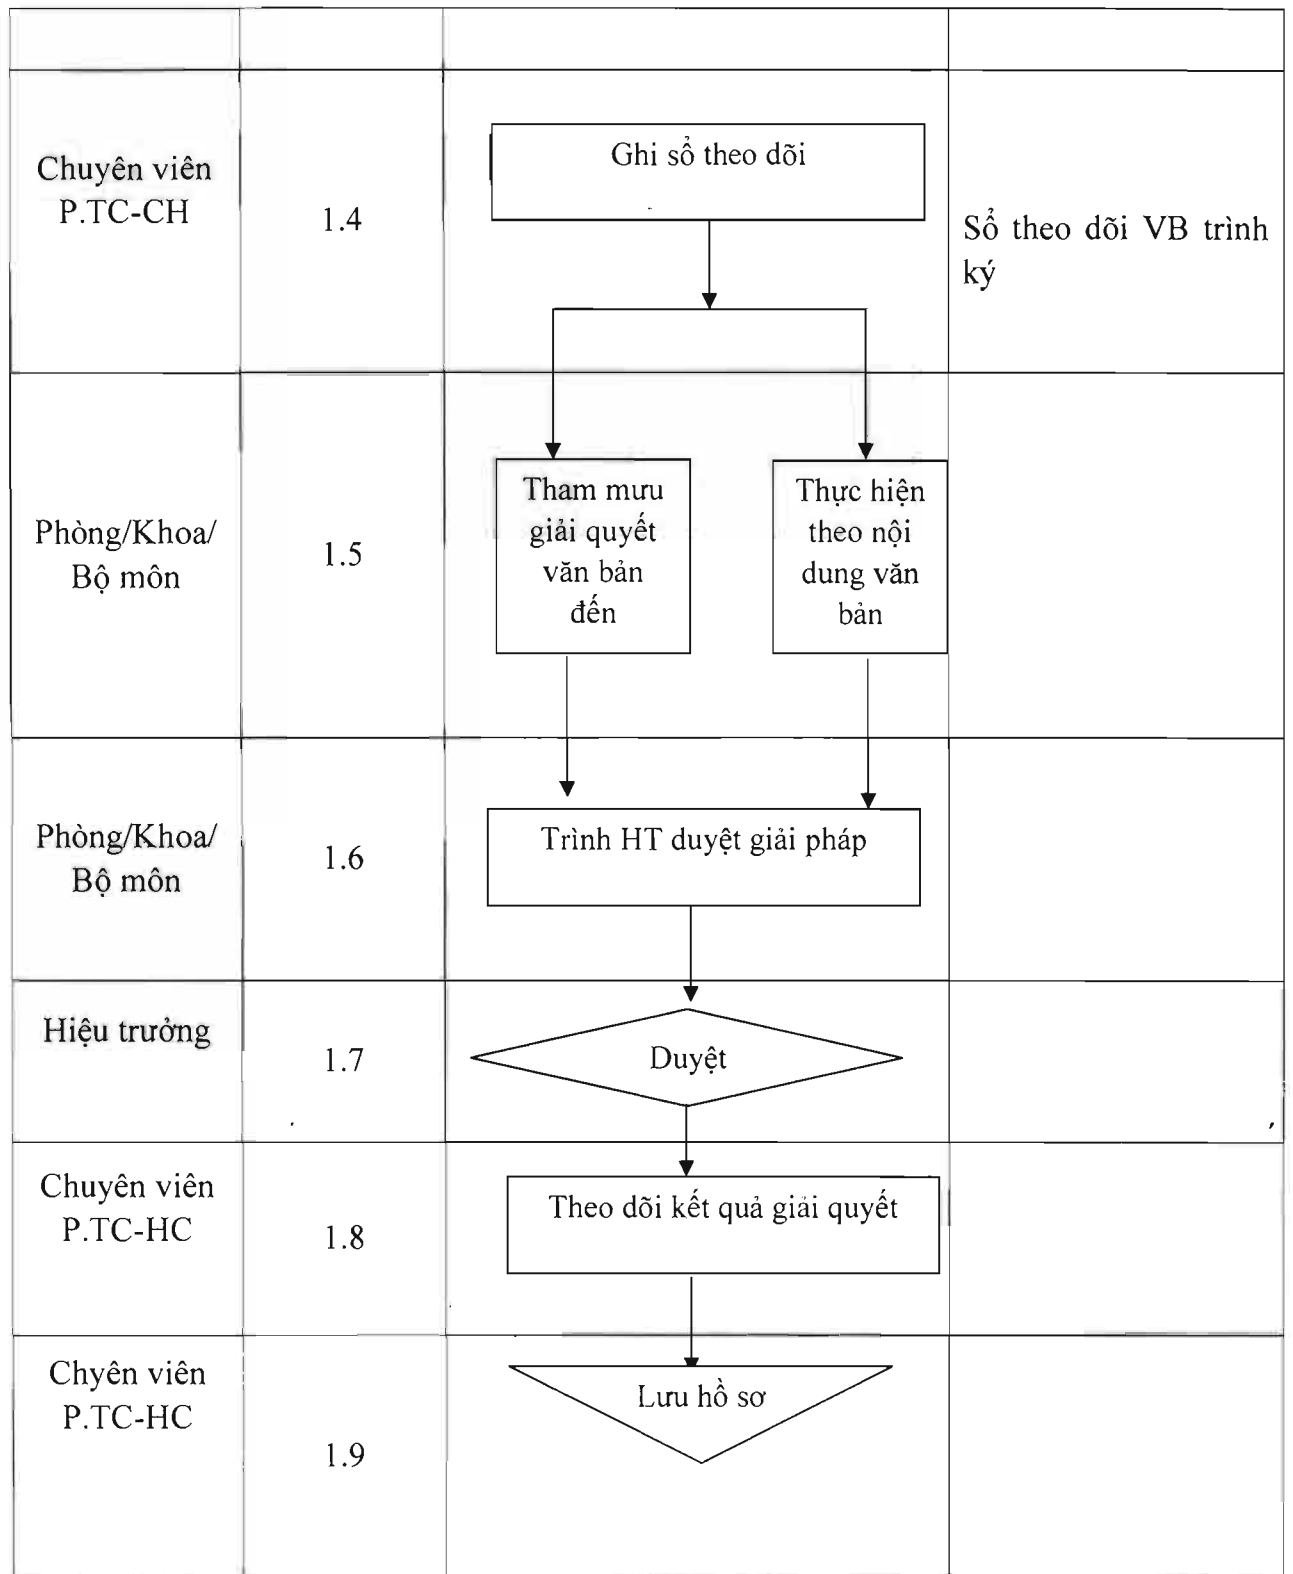 Chuyên viên
P.TC-CH
1.4
Ghi sổ theo dõi
Sổ theo dõi VB trình
ký
Phòng/Khoa/
Bộ môn
1.5
Tham mưu
giải quyết
văn bản
đến
Thực hiện
theo nội
dung văn
bản
Phòng/Khoa/
Bộ môn
1.6
Trình HT duyệt giải pháp
Hiệu trưởng
1.7
Duyệt
Chuyên viên
P.TC-HC
1.8
Theo dõi kết quả giải quyết
Chyên viên
P.TC-HC
1.9
Lưu hồ sơ